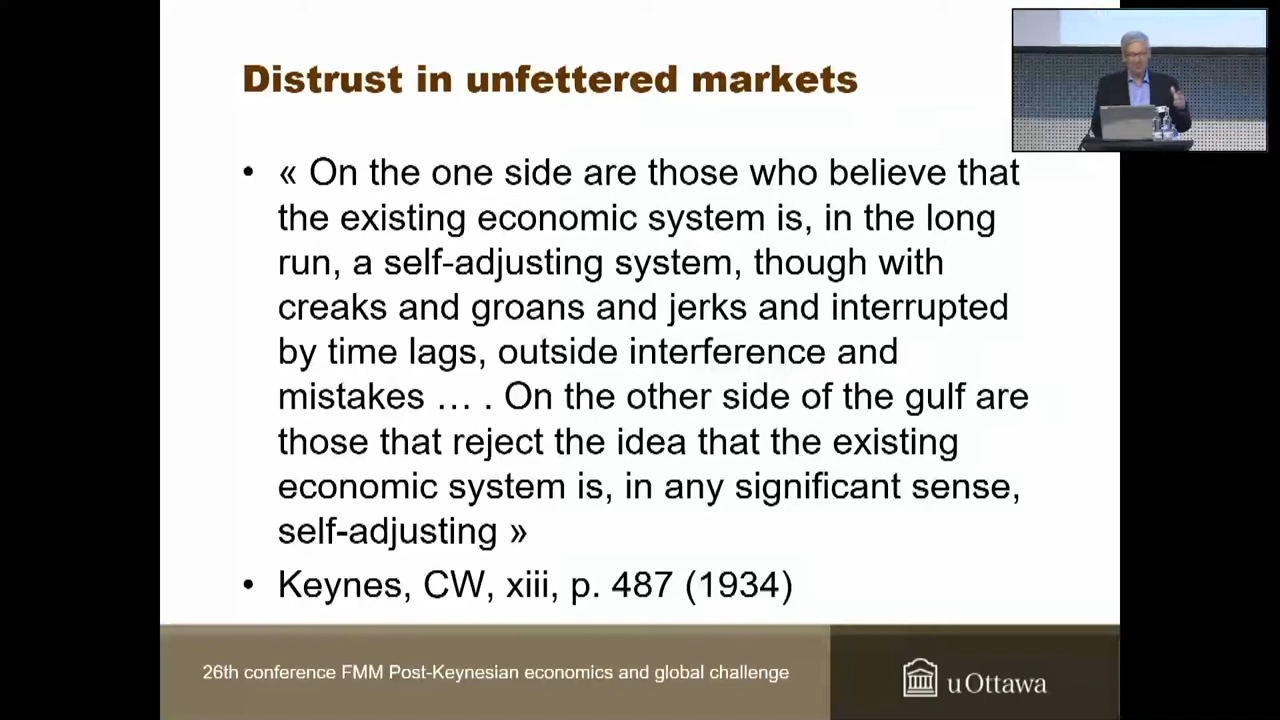 Distrust in unfettered markets
• « On the one side are those who believe that
the existing economic system is, in the long
run, a self-adjusting system, though with
creaks and groans and jerks and interrupted
by time lags, outside interference and
mistakes … . On the other side of the gulf are
those that reject the idea that the existing
economic system is, in any significant sense,
self-adjusting »
• Keynes, CW, xiii, p. 487 (1934)
26th conference FMM Post-Keynesian economics and global challenge
uOttawa